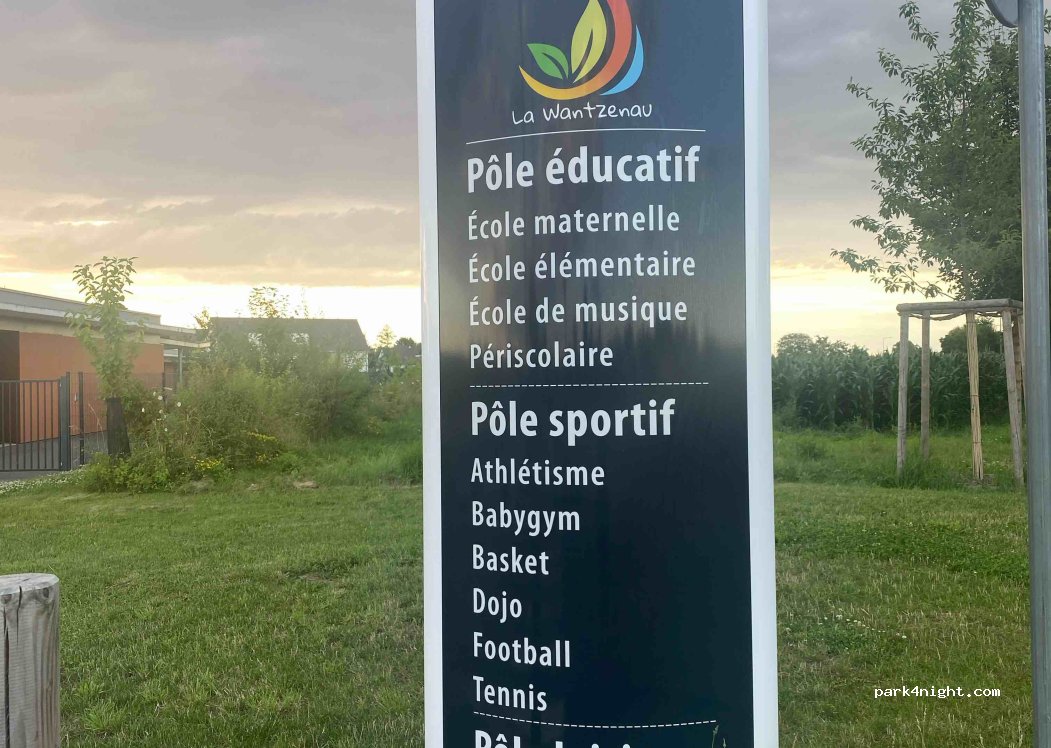 La Wantzenau
Pôle éducatif
École maternelle
École élémentaire
École de musique
Périscolaire
Pôle sportif
Athlétisme
Babygym
Basket
Dojo
Football
Tennis
Pôle
park4night.com